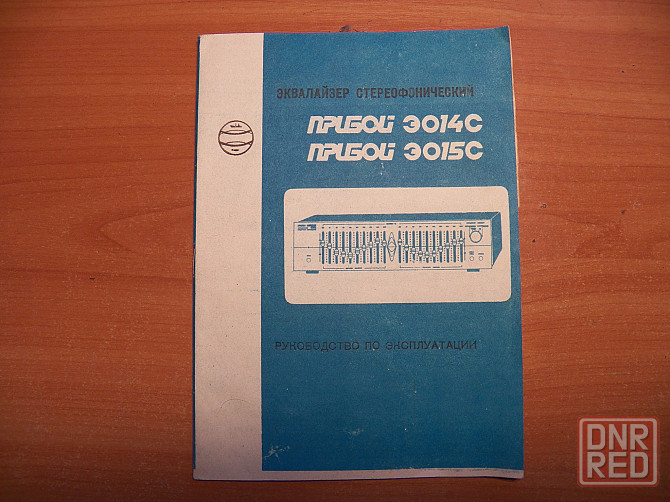 ЭКВАЛАЙЗЕР СТЕРЕОФОНИЧЕСКИЙ
ПРИБОЙ Э014С
ПРИБОЙ Э015С
РУКОВОДСТВО ПО ЭКСПЛУАТАЦИИ
DNR
RED